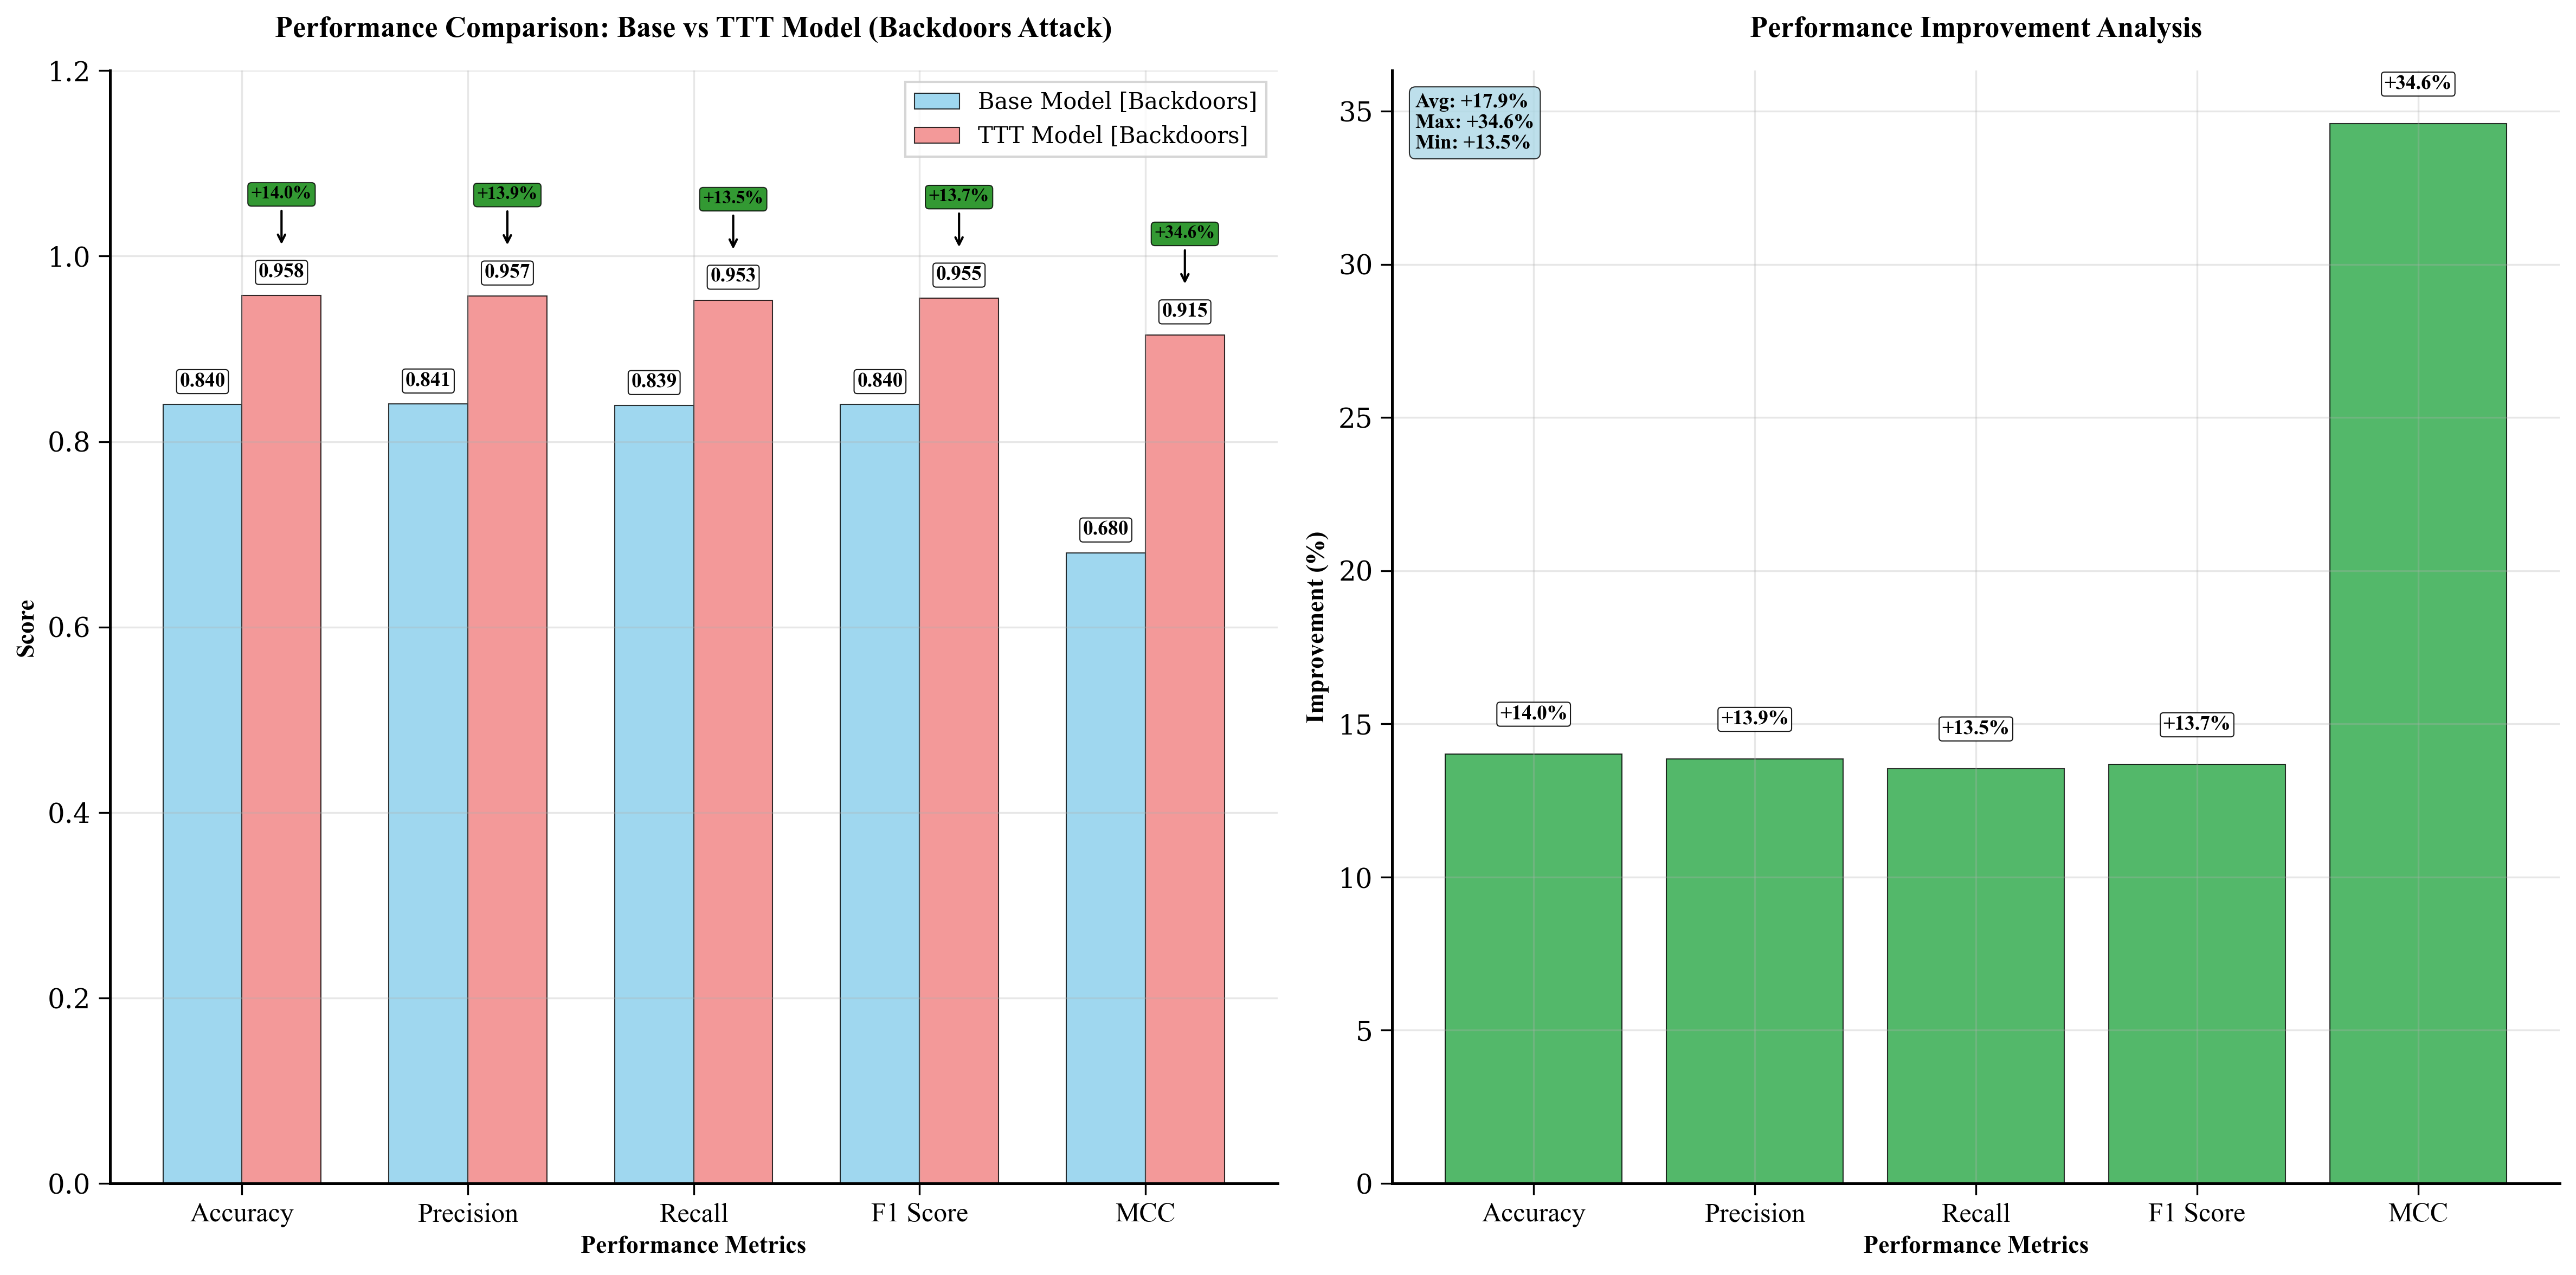 Performance Comparison: Base vs TTT Model (Backdoors Attack)
1.2
1.0
0.8
0.6
0.4
0.2
0.0
Score
Base Model [Backdoors]
TTT Model [Backdoors]
+14.0%
+13.9%
+13.5%
+13.7%
+34.6%
0.958
0.957
0.953
0.955
0.915
0.840
0.841
0.839
0.840
0.680
Accuracy
Precision
Recall
F1 Score
MCC
Performance Metrics
Performance Improvement Analysis
35
30
25
20
15
10
5
0
Improvement (%)
Avg: +17.9%
Max: +34.6%
Min: +13.5%
+14.0%
+13.9%
+13.5%
+13.7%
+34.6%
Accuracy
Precision
Recall
F1 Score
MCC
Performance Metrics